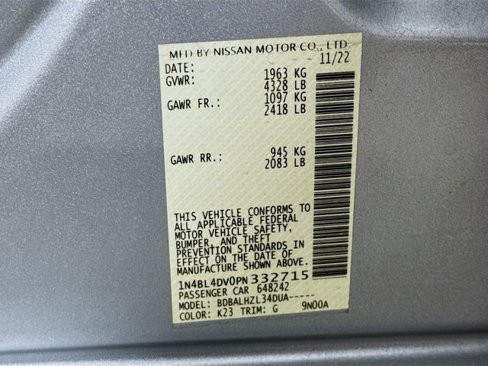 MFD BY NISSAN MOTOR CO., LTD.
DATE: 11/22
GVWR: 1963 KG
4328 LB
GAWR FR.: 1097 KG
2418 LB
GAWR RR.: 945 KG
2083 LB
THIS VEHICLE CONFORMS TO
ALL APPLICABLE FEDERAL
MOTOR VEHICLE SAFETY,
BUMPER, AND THEFT
PREVENTION STANDARDS IN
EFFECT ON THE DATE OF
MANUFACTURE SHOWN ABOVE.
1N4BL4DV0PN332715
PASSENGER CAR 648242
MODEL: BDBALHZL34DUA-----
COLOR: K23 TRIM: G 9N00A